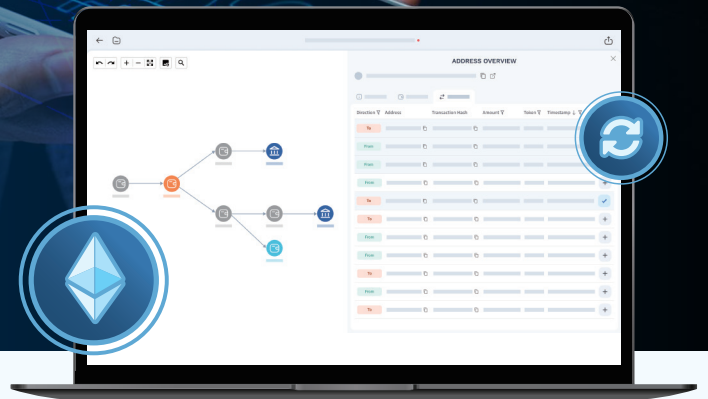 ADDRESS OVERVIEW
Direction Address Transaction Hash Amount Token Timestamp
To
From
From
From
To
To
From
From
To
From
To